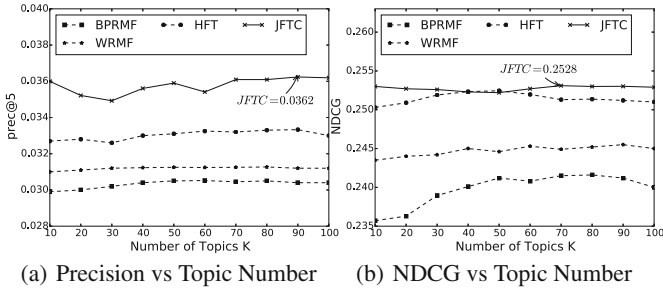 BPRMF HFT JFTC
WRMF
prec@5
0.040
0.038
0.036
0.034
0.032
0.030
0.028
JFTC=0.0362
10 20 30 40 50 60 70 80 90 100
Number of Topics K
(a) Precision vs Topic Number
BPRMF HFT JFTC
WRMF
NDCG
0.263
0.255
0.250
0.245
0.240
0.235
JFTC=0.2528
10 20 30 40 50 60 70 80 90 100
Number of Topics K
(b) NDCG vs Topic Number